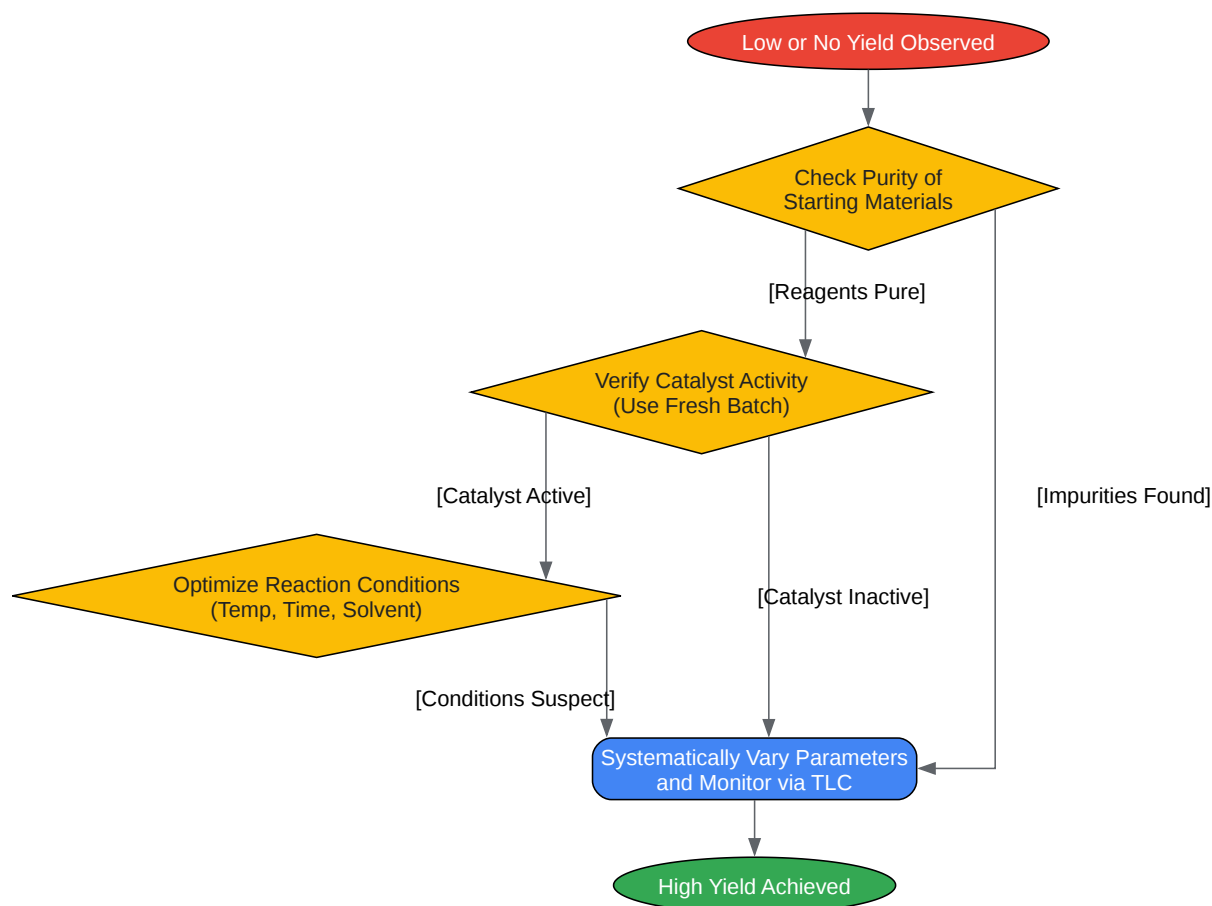 Low or No Yield Observed
Check Purity of
Starting Materials
[Reagents Pure]
Verify Catalyst Activity
(Use Fresh Batch)
[Catalyst Active]
[Impurities Found]
Optimize Reaction Conditions
(Temp, Time, Solvent)
[Catalyst Inactive]
[Conditions Suspect]
Systematically Vary Parameters
and Monitor via TLC
High Yield Achieved